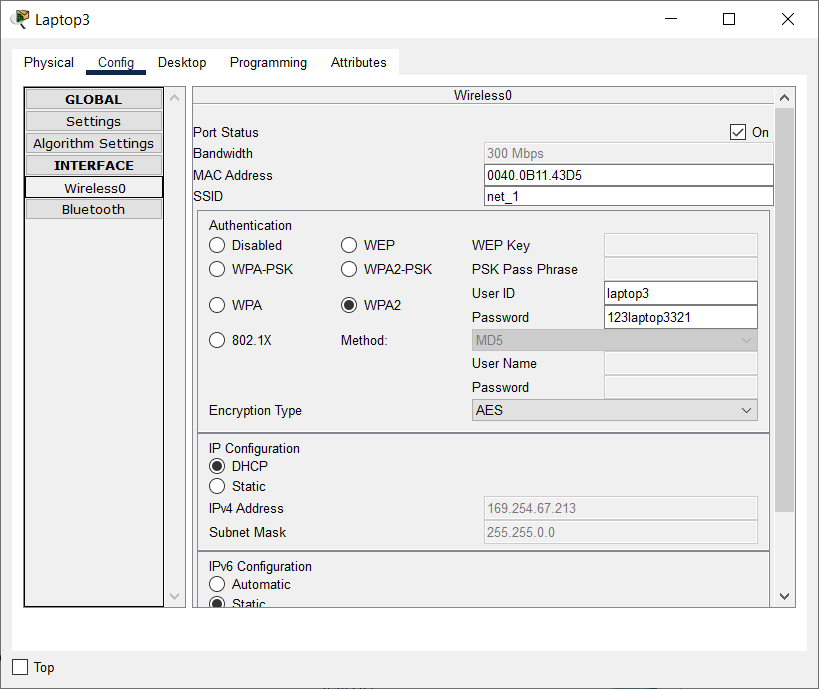 Laptop3
Physical Config Desktop Programming Attributes
GLOBAL
Settings
Algorithm Settings
INTERFACE
Wireless0
Bluetooth
Wireless0
Port Status On
Bandwidth 300 Mbps
MAC Address 0040.0B11.43D5
SSID net_1
Authentication
Disabled WEP WEP Key
WPA-PSK WPA2-PSK PSK Pass Phrase
User ID laptop3
WPA WPA2
Password 123laptop3321
802.1X Method: MD5
User Name
Password
Encryption Type AES
IP Configuration
DHCP
Static
IPv4 Address 169.254.67.213
Subnet Mask 255.255.0.0
IPv6 Configuration
Automatic
Static
Top